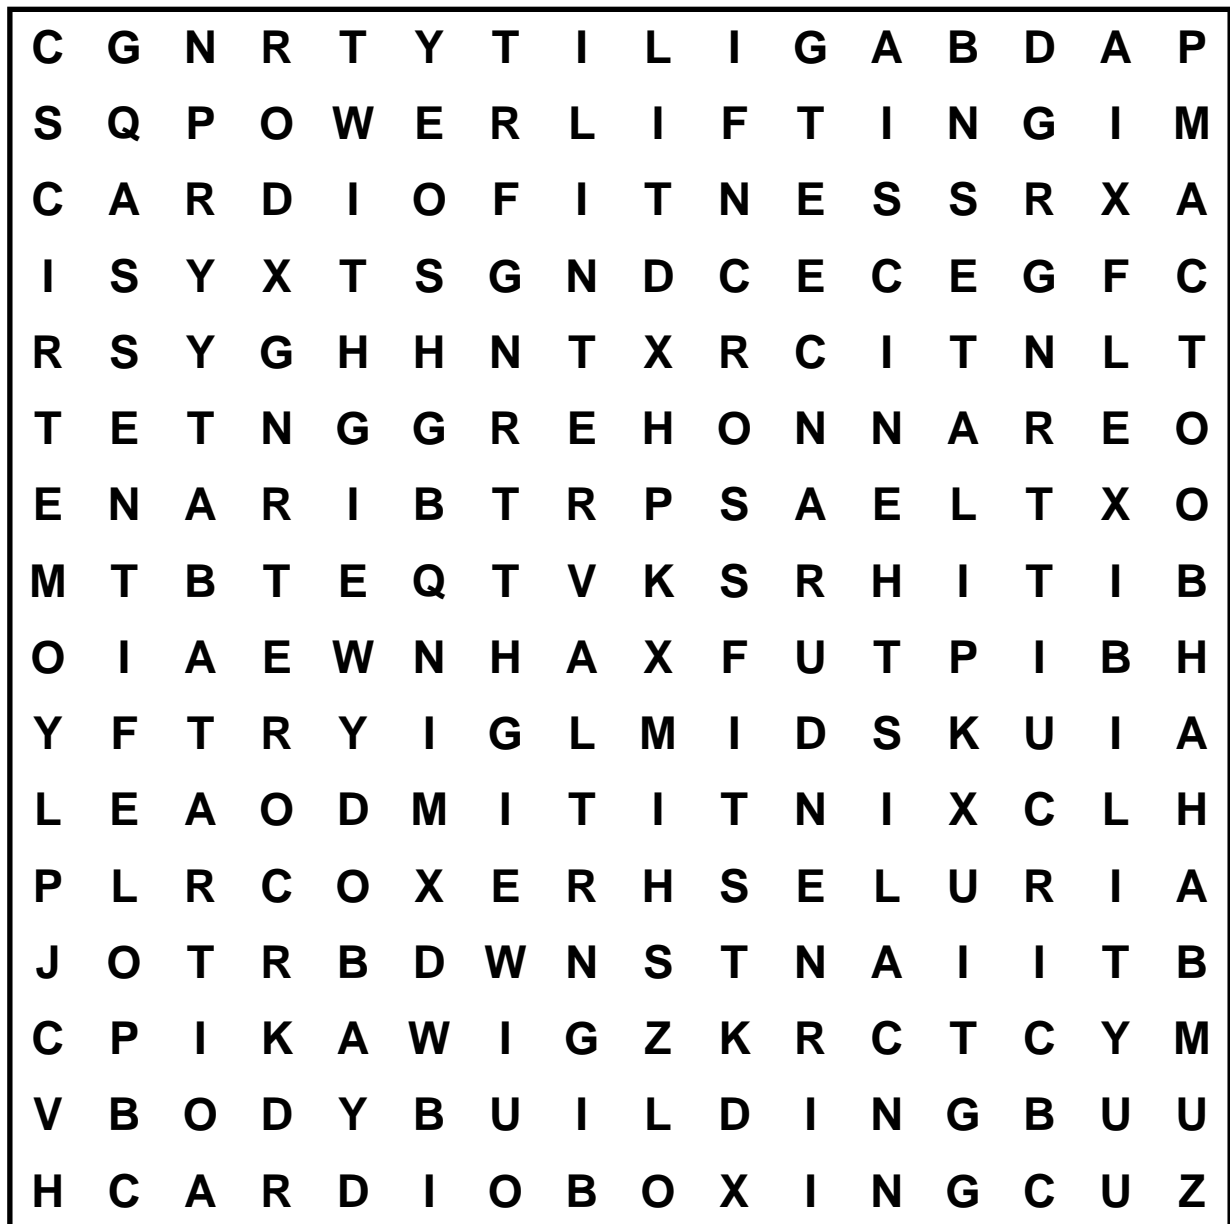 C G N R T Y T I L I G A B D A P
S Q P O W E R L I F T I N G I M
C A R D I O F I T N E S S R X A
I S Y X T S G N D C E C E G F C
R S Y G H H N T X R C I T N L T
T E T N G G R E H O N N A R E O
E N A R I B T R P S A E L T X O
M T B T E Q T V K S R H I T I B
O I A E W N H A X F U T P I B H
Y F T R Y I G L M I D S K U I A
L E A O D M I T I T N I X C L H
P L R C O X E R H S E L U R I A
J O T R B D W N S T N A I I T B
C P I K A W I G Z K R C T C Y M
V B O D Y B U I L D I N G B U U
H C A R D I O B O X I N G C U Z